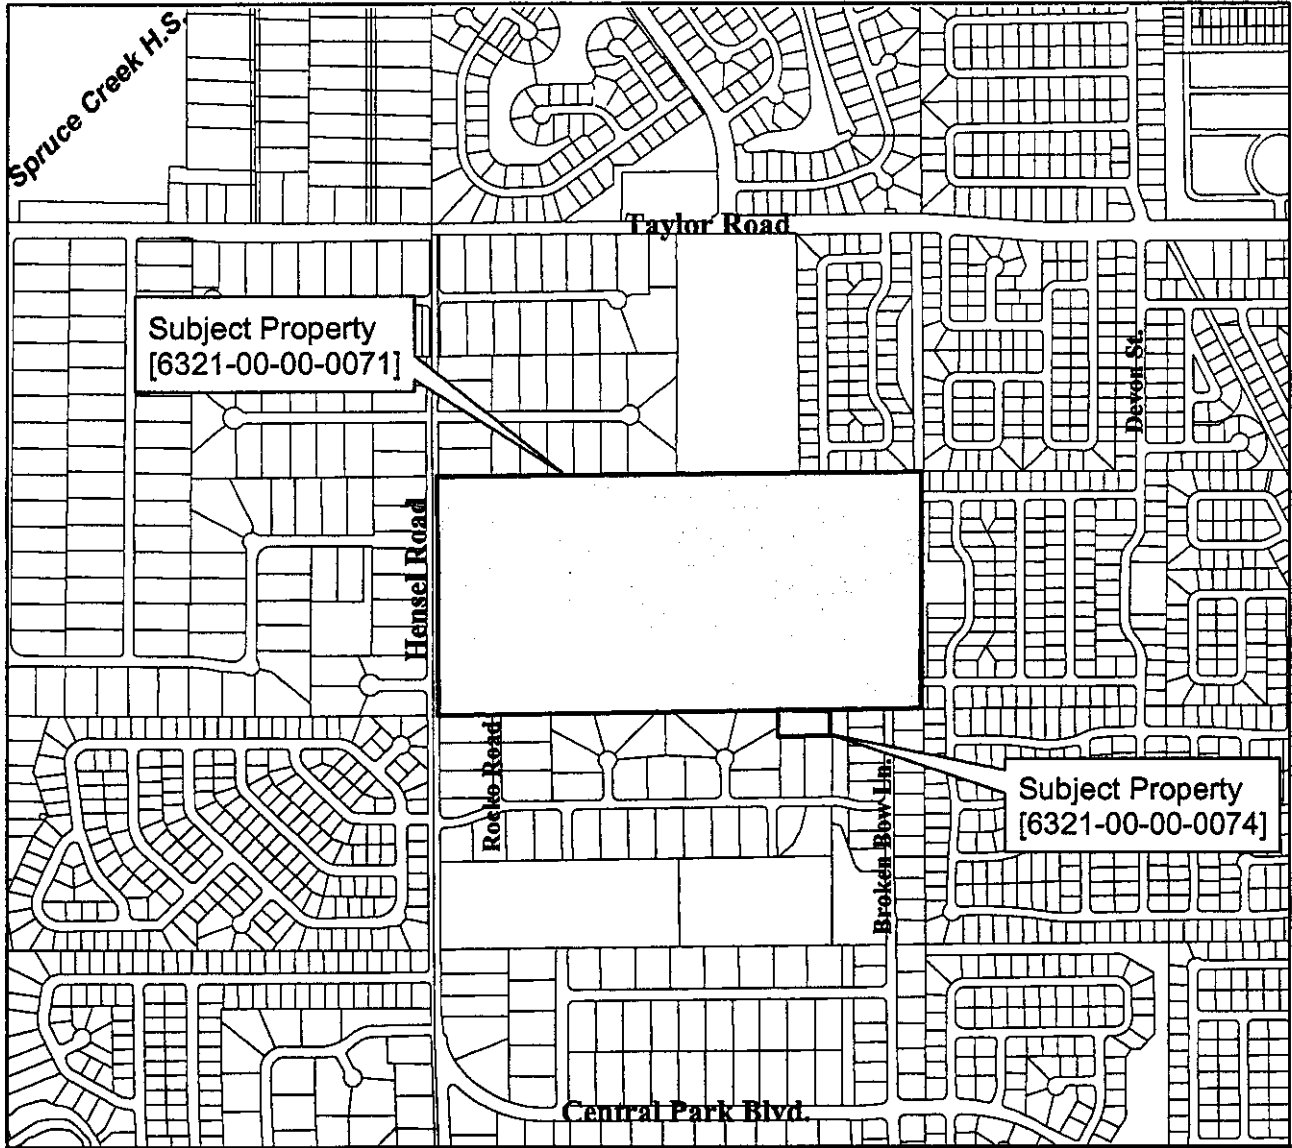 Spruce Creek H.S.
Taylor Road
Subject Property
[6321-00-00-0071]
Devon St.
Hensel Road
Rocko Road
Broken Bow Ln.
Subject Property
[6321-00-00-0074]
Central Park Blvd.